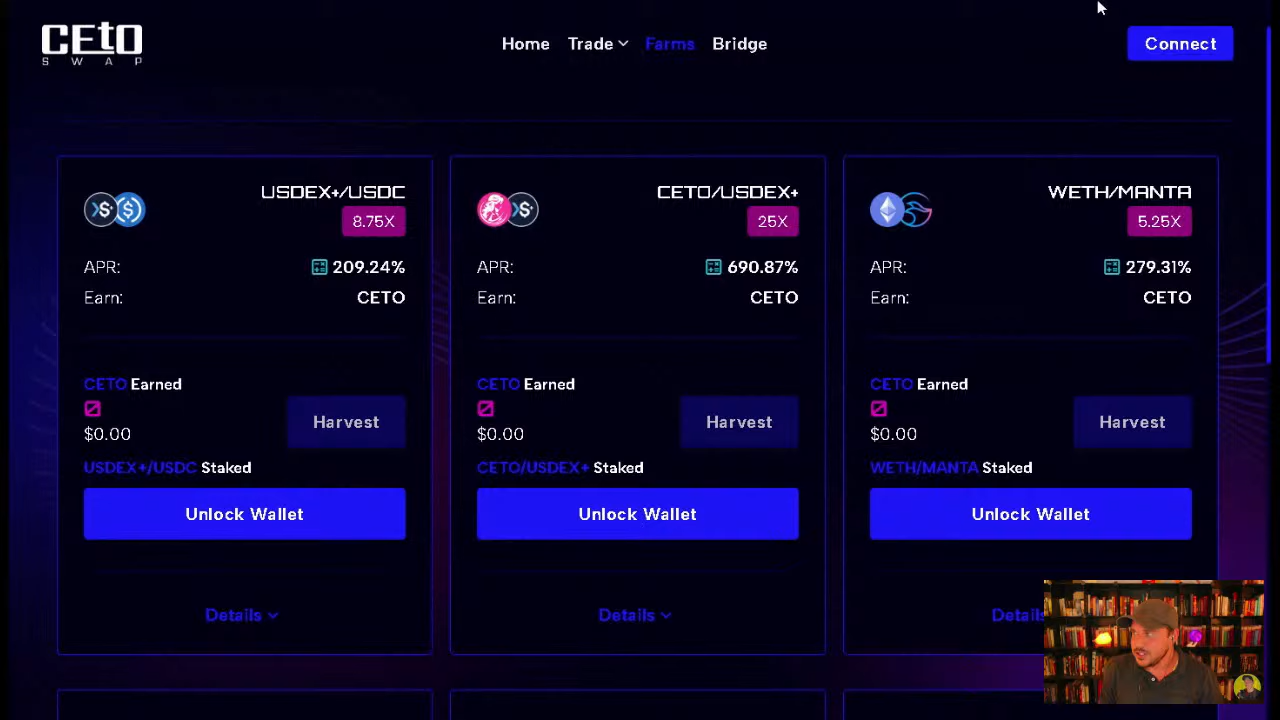 CEtO
SWAP
Home Trade Farms Bridge
Connect
USDEX+/USDC
8.75X
APR: 209.24%
Earn: CETO
CETO Earned
$0.00
Harvest
USDEX+/USDC Staked
Unlock Wallet
Details
CETO/USDEX+
25X
APR: 690.87%
Earn: CETO
CETO Earned
$0.00
Harvest
CETO/USDEX+ Staked
Unlock Wallet
Details
WETH/MANTA
5.25X
APR: 279.31%
Earn: CETO
CETO Earned
$0.00
Harvest
WETH/MANTA Staked
Unlock Wallet
Details